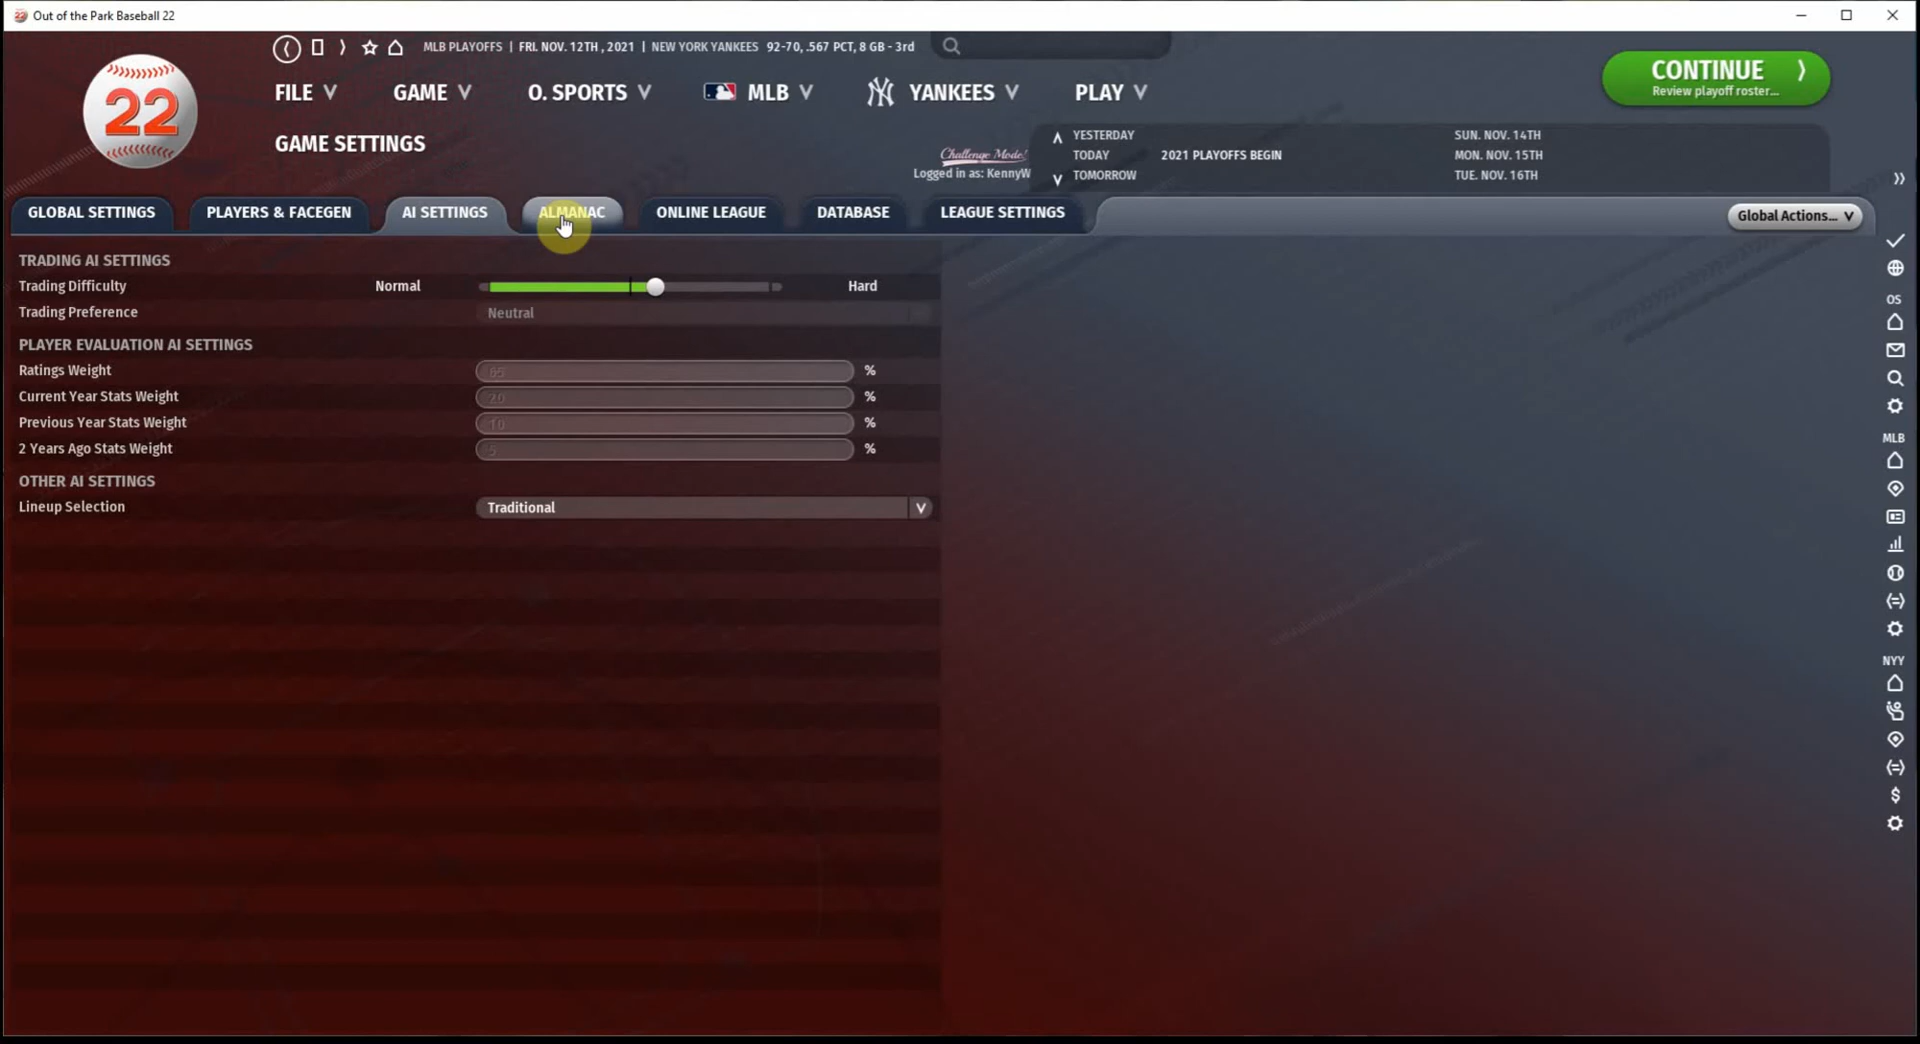 Out of the Park Baseball 22
MLB PLAYOFFS | FRI. NOV. 12TH , 2021 | NEW YORK YANKEES 92-70, .567 PCT, 8 GB - 3rd
22
FILE GAME O. SPORTS MLB YANKEES PLAY
CONTINUE
Review playoff roster...
GAME SETTINGS
Challenge Mode!
Logged in as: KennyW
YESTERDAY
TODAY 2021 PLAYOFFS BEGIN
TOMORROW
SUN. NOV. 14TH
MON. NOV. 15TH
TUE. NOV. 16TH
GLOBAL SETTINGS PLAYERS & FACEGEN AI SETTINGS ALMANAC ONLINE LEAGUE DATABASE LEAGUE SETTINGS Global Actions...
TRADING AI SETTINGS
Trading Difficulty Normal Hard
Trading Preference Neutral
PLAYER EVALUATION AI SETTINGS
Ratings Weight 65 %
Current Year Stats Weight 20 %
Previous Year Stats Weight 10 %
2 Years Ago Stats Weight 5 %
OTHER AI SETTINGS
Lineup Selection Traditional
OS
MLB
NYY